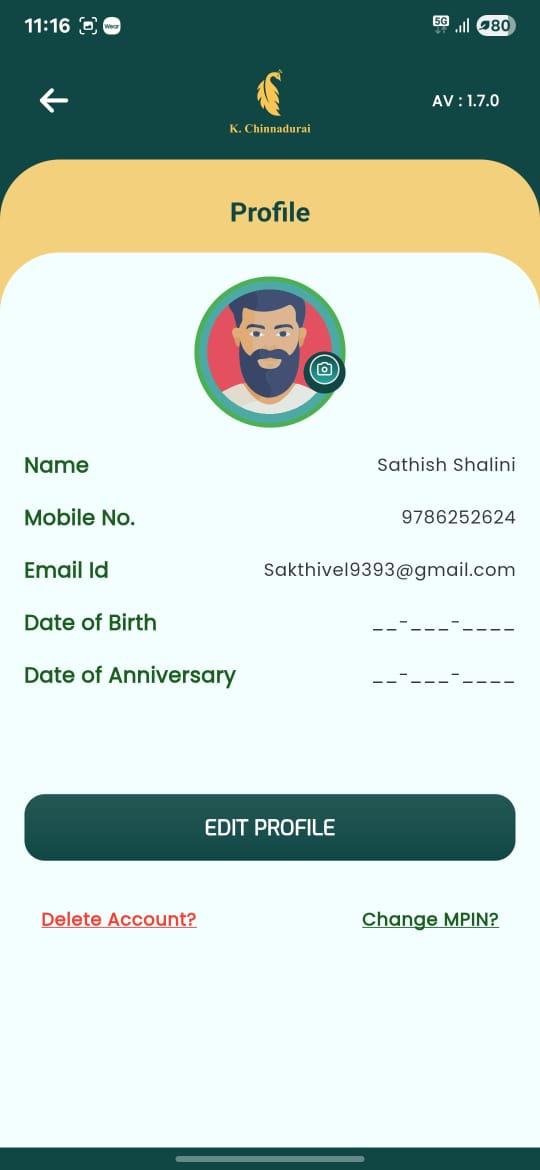 11:16 Wear 5G 80
K. Chinnadurai
AV : 1.7.0
Profile
Name Sathish Shalini
Mobile No. 9786252624
Email Id Sakthivel9393@gmail.com
Date of Birth __-___-____
Date of Anniversary __-___-____
EDIT PROFILE
Delete Account? Change MPIN?